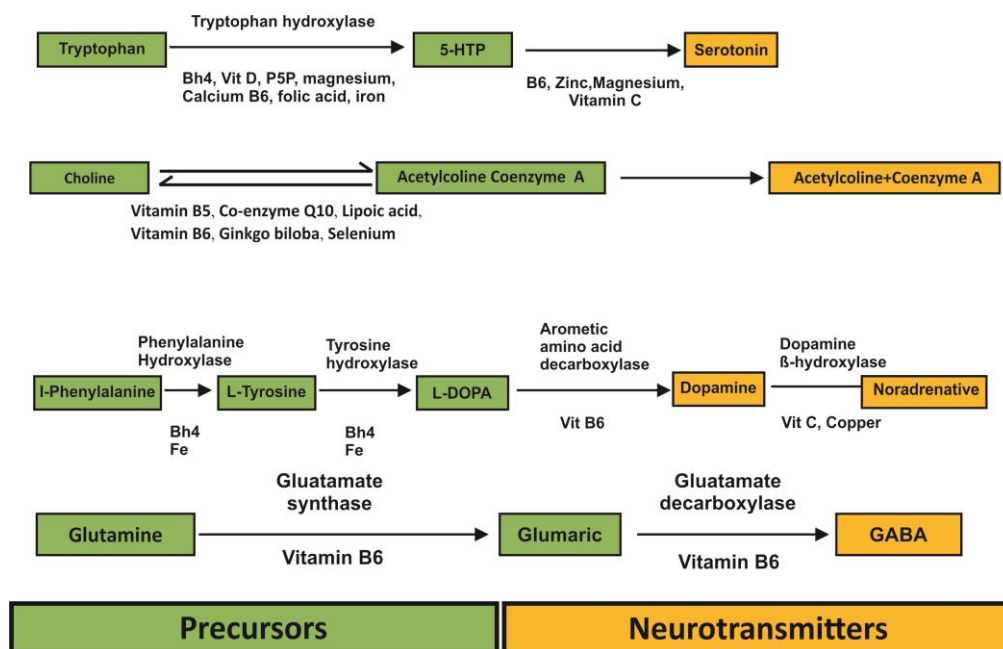 Tryptophan hydroxylase
Tryptophan
5-HTP
Serotonin
Bh4, Vit D, P5P, magnesium,
Calcium B6, folic acid, iron
B6, Zinc,Magnesium,
Vitamin C
Choline
Acetylcoline Coenzyme A
Acetylcoline+Coenzyme A
Vitamin B5, Co-enzyme Q10, Lipoic acid,
Vitamin B6, Ginkgo biloba, Selenium
Phenylalanine
Hydroxylase
Tyrosine
hydroxylase
Arometic
amino acid
decarboxylase
Dopamine
ß-hydroxylase
l-Phenylalanine
L-Tyrosine
L-DOPA
Dopamine
Noradrenative
Bh4
Fe
Bh4
Fe
Vit B6
Vit C, Copper
Gluatamate
synthase
Gluatamate
decarboxylase
Glutamine
Glumaric
GABA
Vitamin B6
Vitamin B6
Precursors
Neurotransmitters